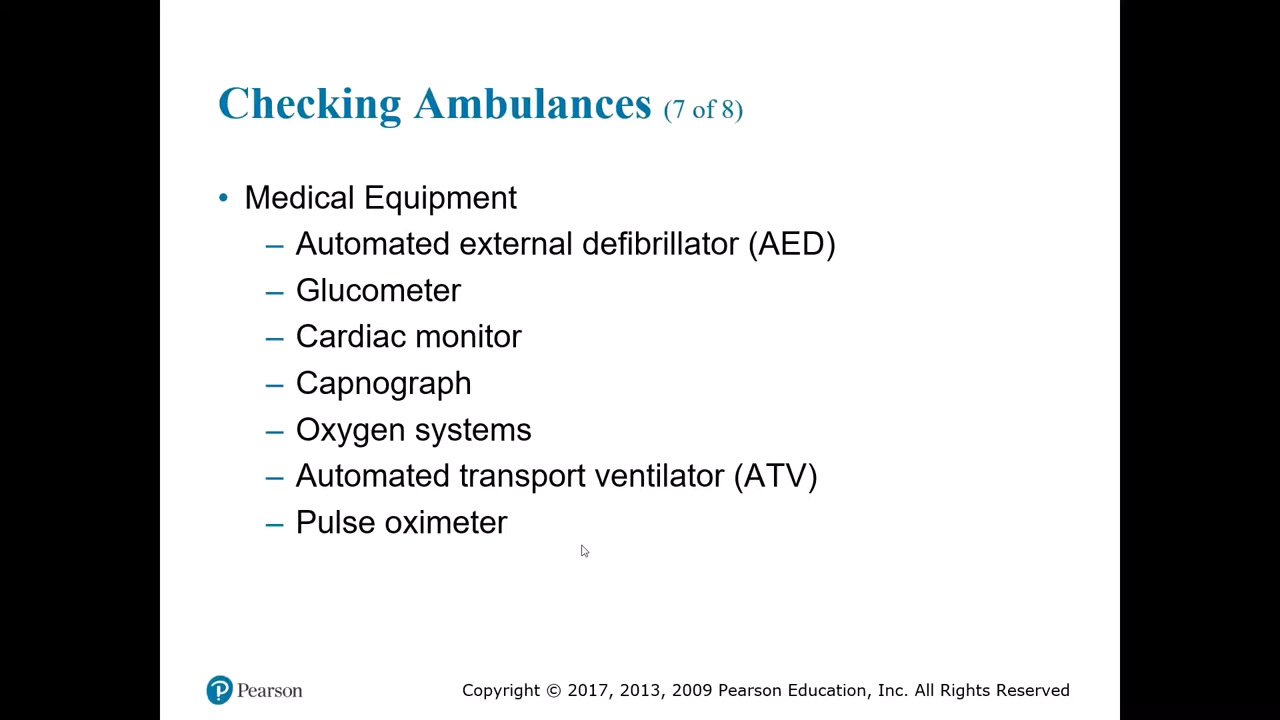 Checking Ambulances (7 of 8)
• Medical Equipment
– Automated external defibrillator (AED)
– Glucometer
– Cardiac monitor
– Capnograph
– Oxygen systems
– Automated transport ventilator (ATV)
– Pulse oximeter
Pearson
Copyright © 2017, 2013, 2009 Pearson Education, Inc. All Rights Reserved